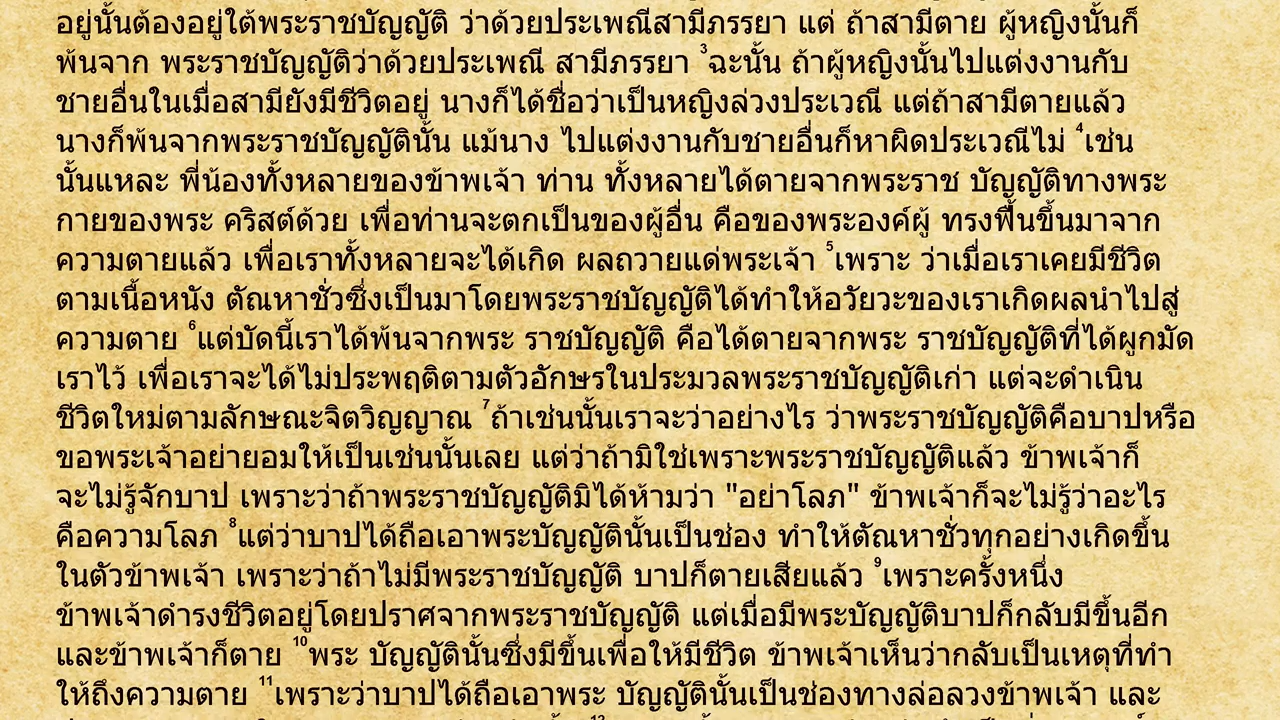 อยู่นั้นต้องอยู่ใต้พระราชบัญญัติ ว่าด้วยประเพณีสามีภรรยา แต่ ถ้าสามีตาย ผู้หญิงนั้นก็
พ้นจาก พระราชบัญญัติว่าด้วยประเพณี สามีภรรยา ³ฉะนั้น ถ้าผู้หญิงนั้นไปแต่งงานกับ
ชายอื่นในเมื่อสามียังมีชีวิตอยู่ นางก็ได้ชื่อว่าเป็นหญิงล่วงประเวณี แต่ถ้าสามีตายแล้ว
นางก็พ้นจากพระราชบัญญัตินั้น แม้นาง ไปแต่งงานกับชายอื่นก็หาผิดประเวณีไม่ ⁴เช่น
นั้นแหละ พี่น้องทั้งหลายของข้าพเจ้า ท่าน ทั้งหลายได้ตายจากพระราช บัญญัติทางพระ
กายของพระ คริสต์ด้วย เพื่อท่านจะตกเป็นของผู้อื่น คือของพระองค์ผู้ ทรงฟื้นขึ้นมาจาก
ความตายแล้ว เพื่อเราทั้งหลายจะได้เกิด ผลถวายแด่พระเจ้า ⁵เพราะ ว่าเมื่อเราเคยมีชีวิต
ตามเนื้อหนัง ตัณหาชั่วซึ่งเป็นมาโดยพระราชบัญญัติได้ทำให้อวัยวะของเราเกิดผลนำไปสู่
ความตาย ⁶แต่บัดนี้เราได้พ้นจากพระ ราชบัญญัติ คือได้ตายจากพระ ราชบัญญัติที่ได้ผูกมัด
เราไว้ เพื่อเราจะได้ไม่ประพฤติตามตัวอักษรในประมวลพระราชบัญญัติเก่า แต่จะดำเนิน
ชีวิตใหม่ตามลักษณะจิตวิญญาณ ⁷ถ้าเช่นนั้นเราจะว่าอย่างไร ว่าพระราชบัญญัติคือบาปหรือ
ขอพระเจ้าอย่ายอมให้เป็นเช่นนั้นเลย แต่ว่าถ้ามิใช่เพราะพระราชบัญญัติแล้ว ข้าพเจ้าก็
จะไม่รู้จักบาป เพราะว่าถ้าพระราชบัญญัติมิได้ห้ามว่า "อย่าโลภ" ข้าพเจ้าก็จะไม่รู้ว่าอะไร
คือความโลภ ⁸แต่ว่าบาปได้ถือเอาพระบัญญัตินั้นเป็นช่อง ทำให้ตัณหาชั่วทุกอย่างเกิดขึ้น
ในตัวข้าพเจ้า เพราะว่าถ้าไม่มีพระราชบัญญัติ บาปก็ตายเสียแล้ว ⁹เพราะครั้งหนึ่ง
ข้าพเจ้าดำรงชีวิตอยู่โดยปราศจากพระราชบัญญัติ แต่เมื่อมีพระบัญญัติบาปก็กลับมีขึ้นอีก
และข้าพเจ้าก็ตาย ¹⁰พระ บัญญัตินั้นซึ่งมีขึ้นเพื่อให้มีชีวิต ข้าพเจ้าเห็นว่ากลับเป็นเหตุที่ทำ
ให้ถึงความตาย ¹¹เพราะว่าบาปได้ถือเอาพระ บัญญัตินั้นเป็นช่องทางล่อลวงข้าพเจ้า และ